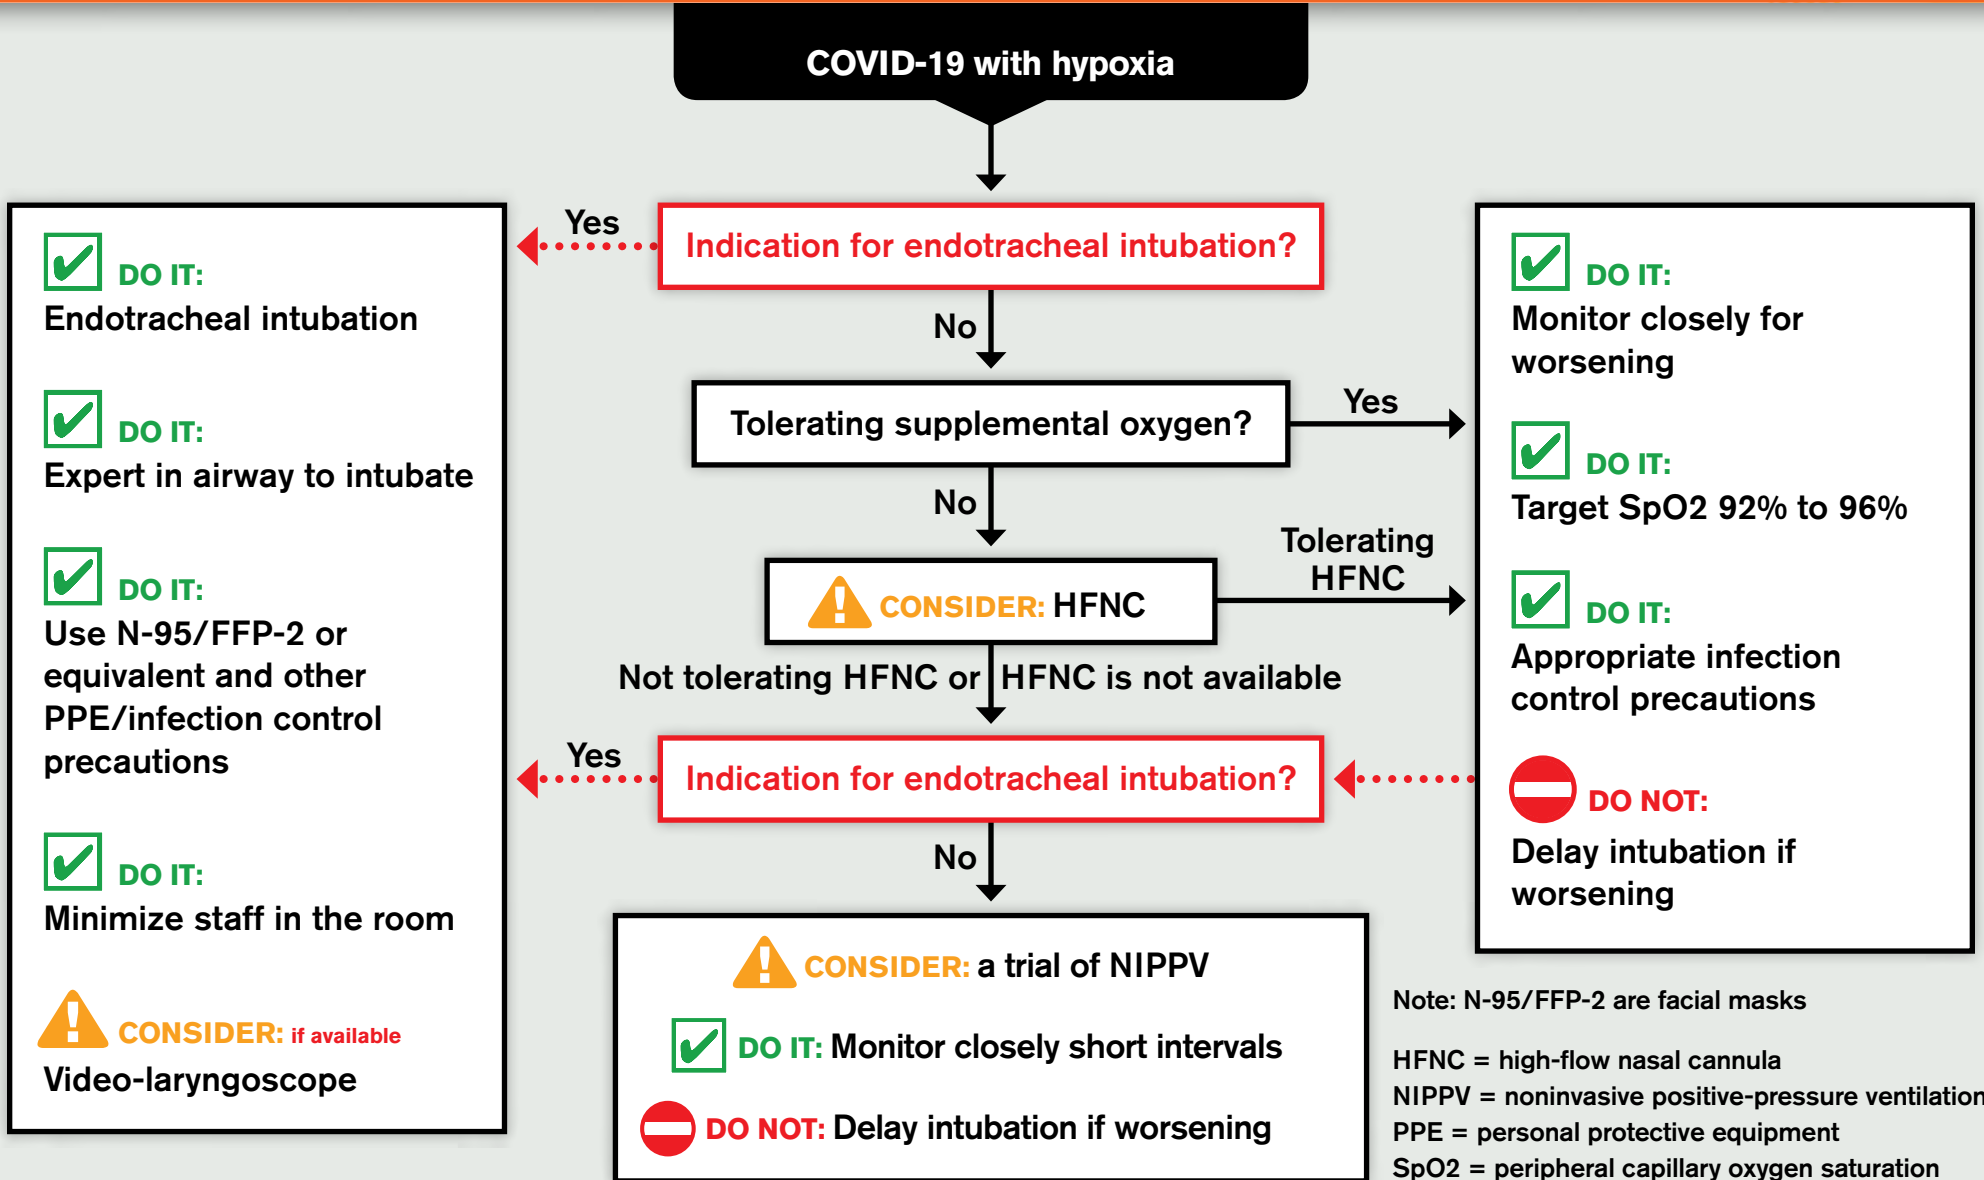 COVID-19 with hypoxia
Indication for endotracheal intubation?
Yes
No
DO IT:
Endotracheal intubation
DO IT:
Expert in airway to intubate
DO IT:
Use N-95/FFP-2 or
equivalent and other
PPE/infection control
precautions
DO IT:
Minimize staff in the room
CONSIDER: if available
Video-laryngoscope
Tolerating supplemental oxygen?
Yes
No
CONSIDER: HFNC
Tolerating
HFNC
Not tolerating HFNC or HFNC is not available
Indication for endotracheal intubation?
Yes
No
CONSIDER: a trial of NIPPV
DO IT: Monitor closely short intervals
DO NOT: Delay intubation if worsening
DO IT:
Monitor closely for
worsening
DO IT:
Target SpO2 92% to 96%
DO IT:
Appropriate infection
control precautions
DO NOT:
Delay intubation if
worsening
Note: N-95/FFP-2 are facial masks
HFNC = high-flow nasal cannula
NIPPV = noninvasive positive-pressure ventilation
PPE = personal protective equipment
SpO2 = peripheral capillary oxygen saturation